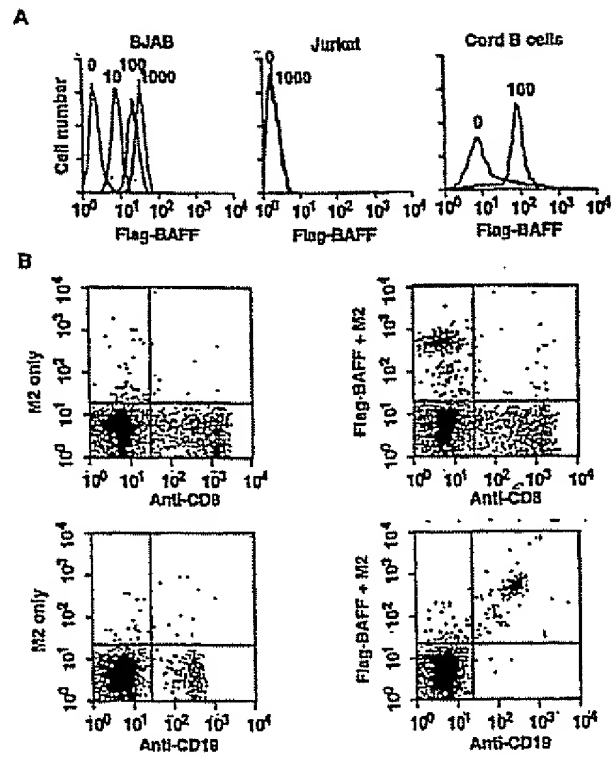 A
BJAB
Jurkat
Cord B cells
0 10 100 1000
0 1000
0 100
Cell number
10⁰ 10¹ 10² 10³ 10⁴
10⁰ 10¹ 10² 10³ 10⁴
10⁰ 10¹ 10² 10³ 10⁴
Flag-BAFF
Flag-BAFF
Flag-BAFF
B
M2 only
10⁴
10³
10²
10¹
10⁰
10⁰ 10¹ 10² 10³ 10⁴
Anti-CD8
Flag-BAFF + M2
10⁴
10³
10²
10¹
10⁰
10⁰ 10¹ 10² 10³ 10⁴
Anti-CD8
M2 only
10⁴
10³
10²
10¹
10⁰
10⁰ 10¹ 10² 10³ 10⁴
Anti-CD19
Flag-BAFF + M2
10⁴
10³
10²
10¹
10⁰
10⁰ 10¹ 10² 10³ 10⁴
Anti-CD19